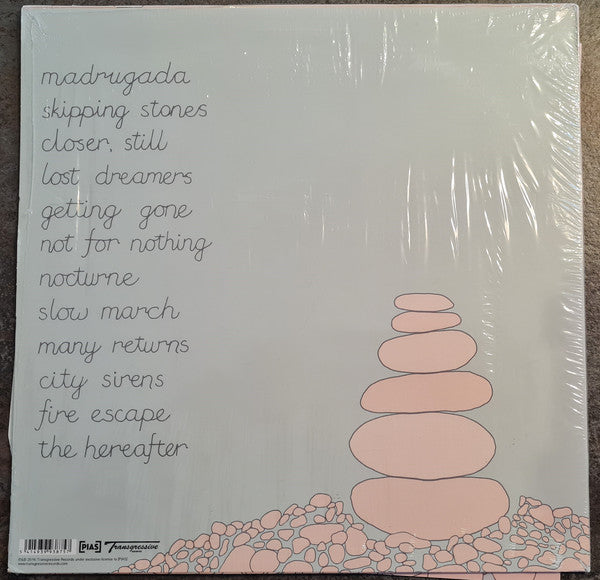 madrugada
skipping stones
closer, still
lost dreamers
getting gone
not for nothing
nocturne
slow march
many returns
city sirens
fire escape
the hereafter
[PIAS] Transgressive